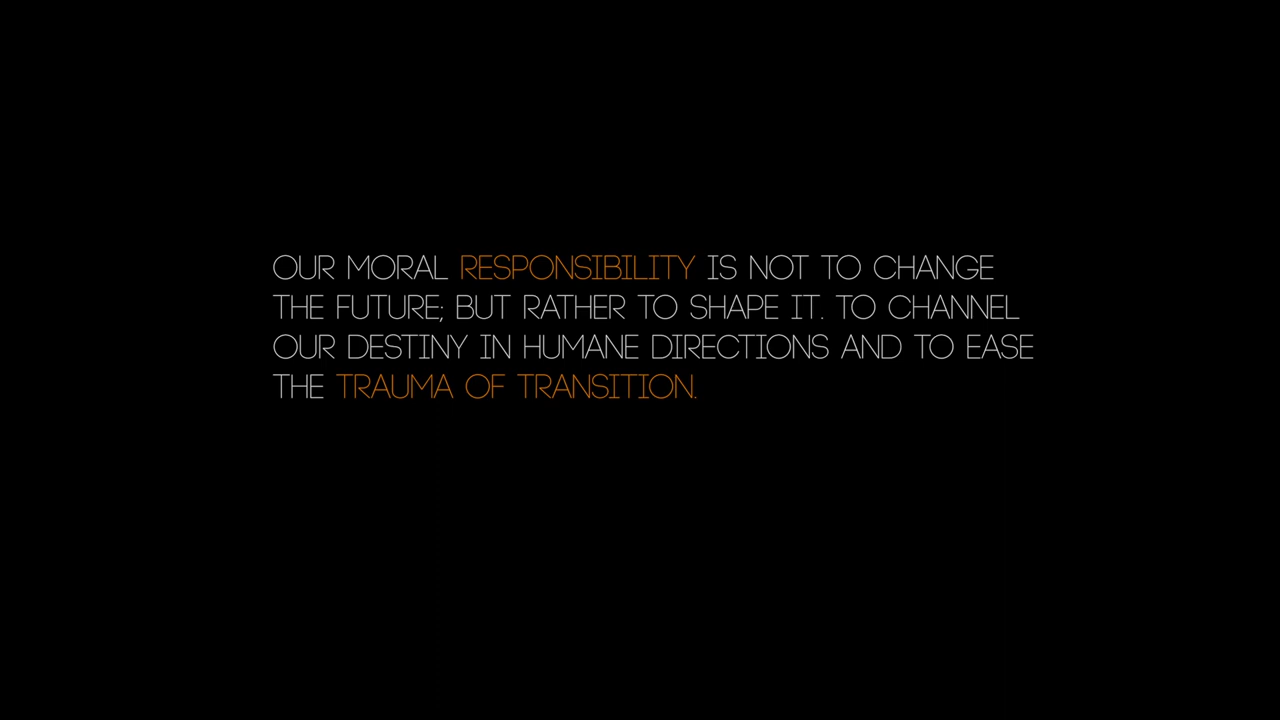 OUR MORAL RESPONSIBILITY IS NOT TO CHANGE
THE FUTURE; BUT RATHER TO SHAPE IT. TO CHANNEL
OUR DESTINY IN HUMANE DIRECTIONS AND TO EASE
THE TRAUMA OF TRANSITION.